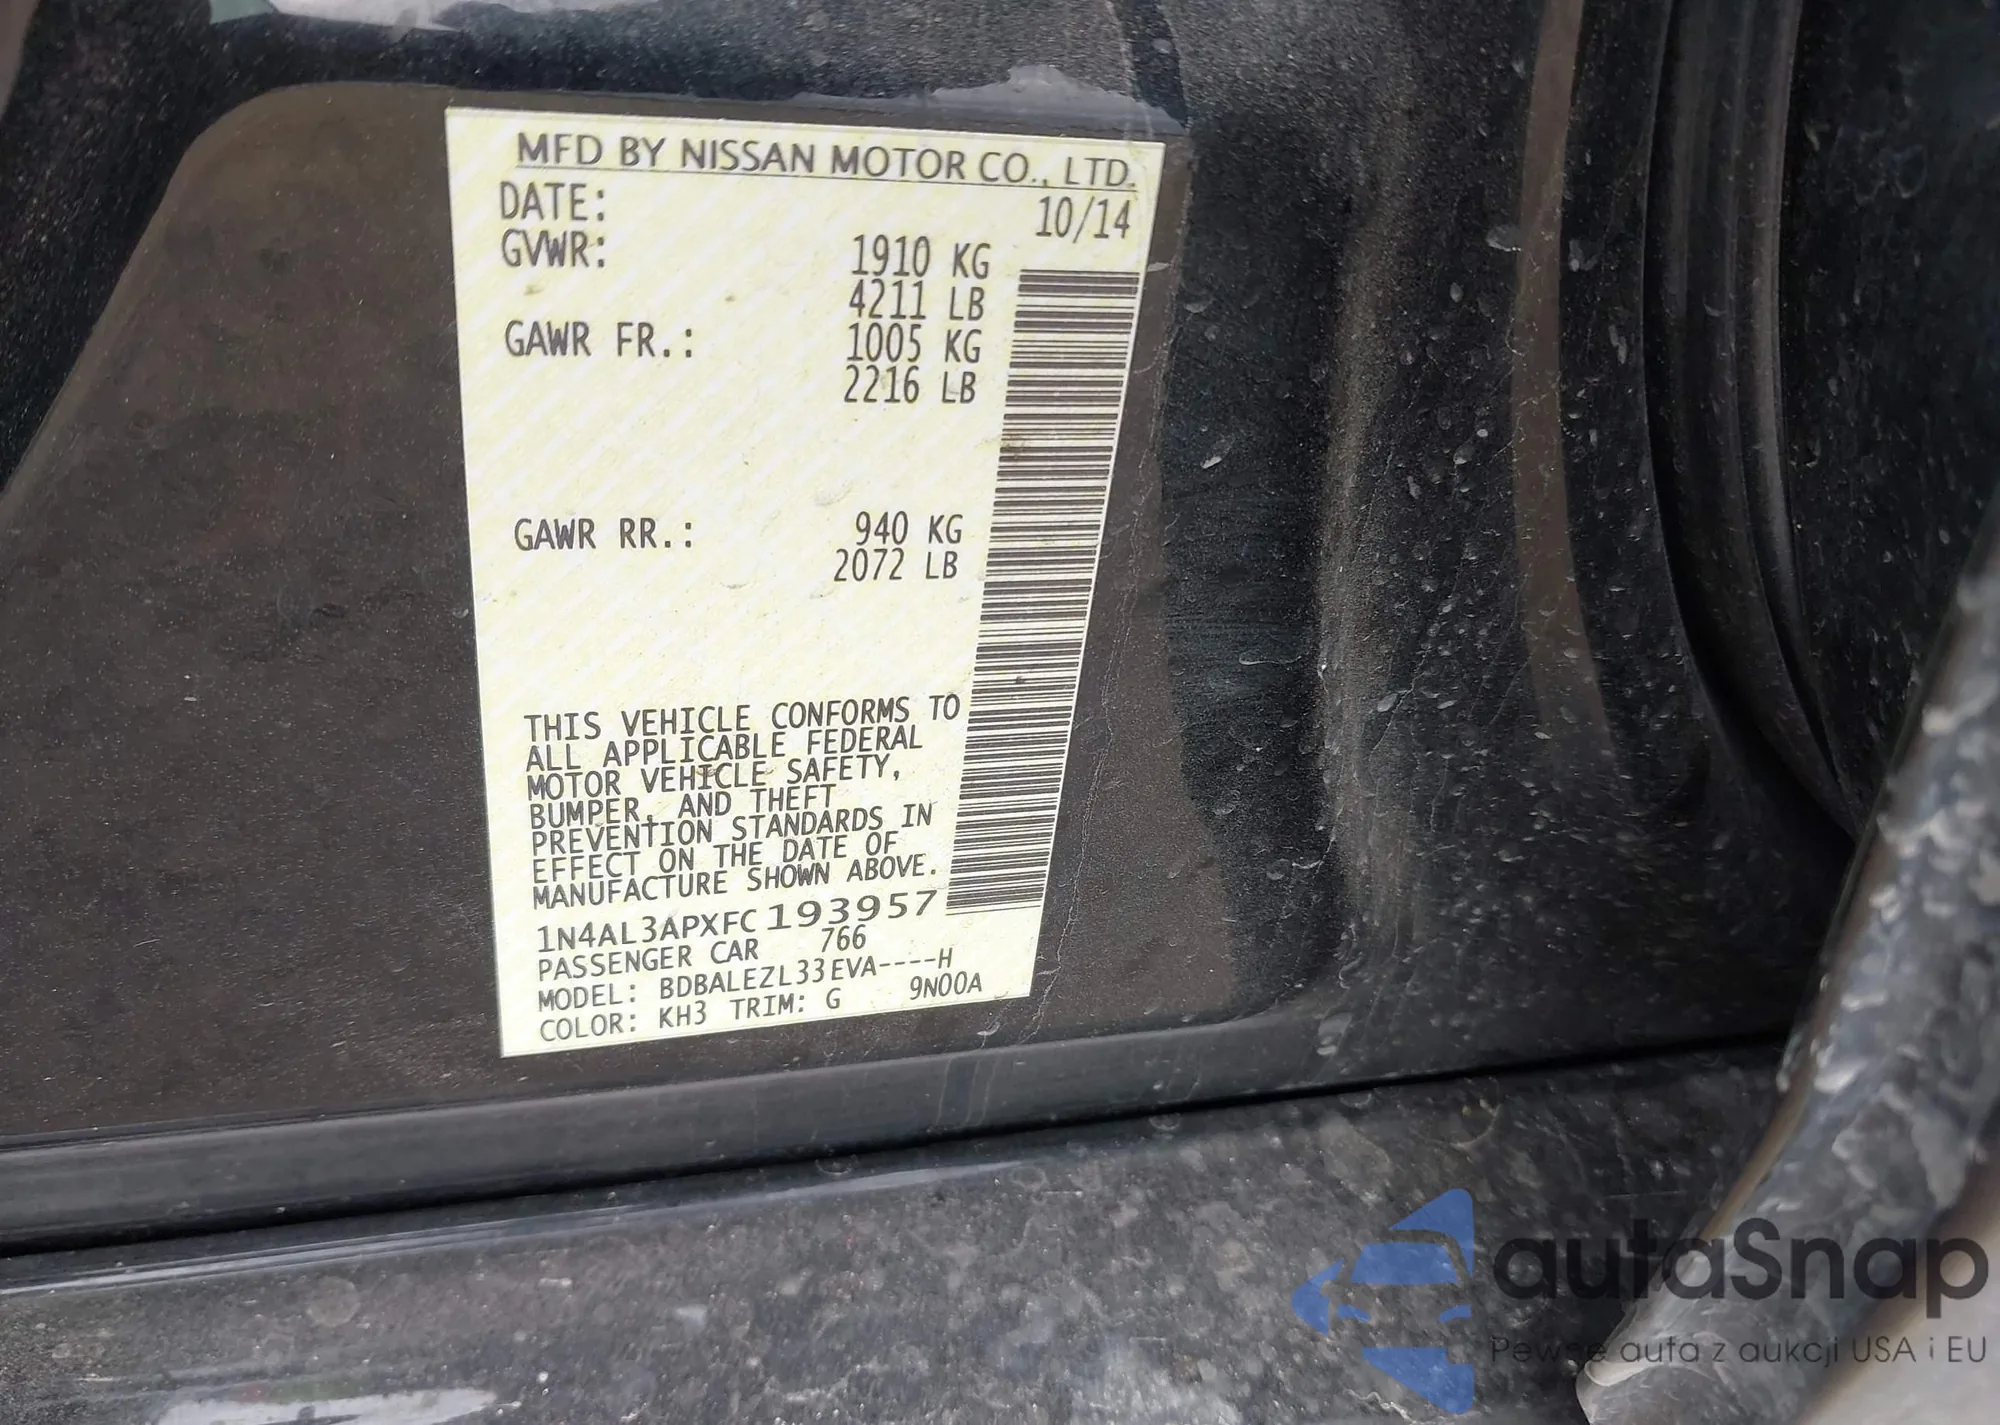 MFD BY NISSAN MOTOR CO., LTD.
DATE: 10/14
GVWR: 1910 KG
4211 LB
GAWR FR.: 1005 KG
2216 LB
GAWR RR.: 940 KG
2072 LB
THIS VEHICLE CONFORMS TO
ALL APPLICABLE FEDERAL
MOTOR VEHICLE SAFETY,
BUMPER, AND THEFT
PREVENTION STANDARDS IN
EFFECT ON THE DATE OF
MANUFACTURE SHOWN ABOVE.
1N4AL3APXFC193957
PASSENGER CAR 766
MODEL: BDBALEZL33EVA----H
COLOR: KH3 TRIM: G 9N00A
autaSnap
Pewne auta z aukcji USA i EU